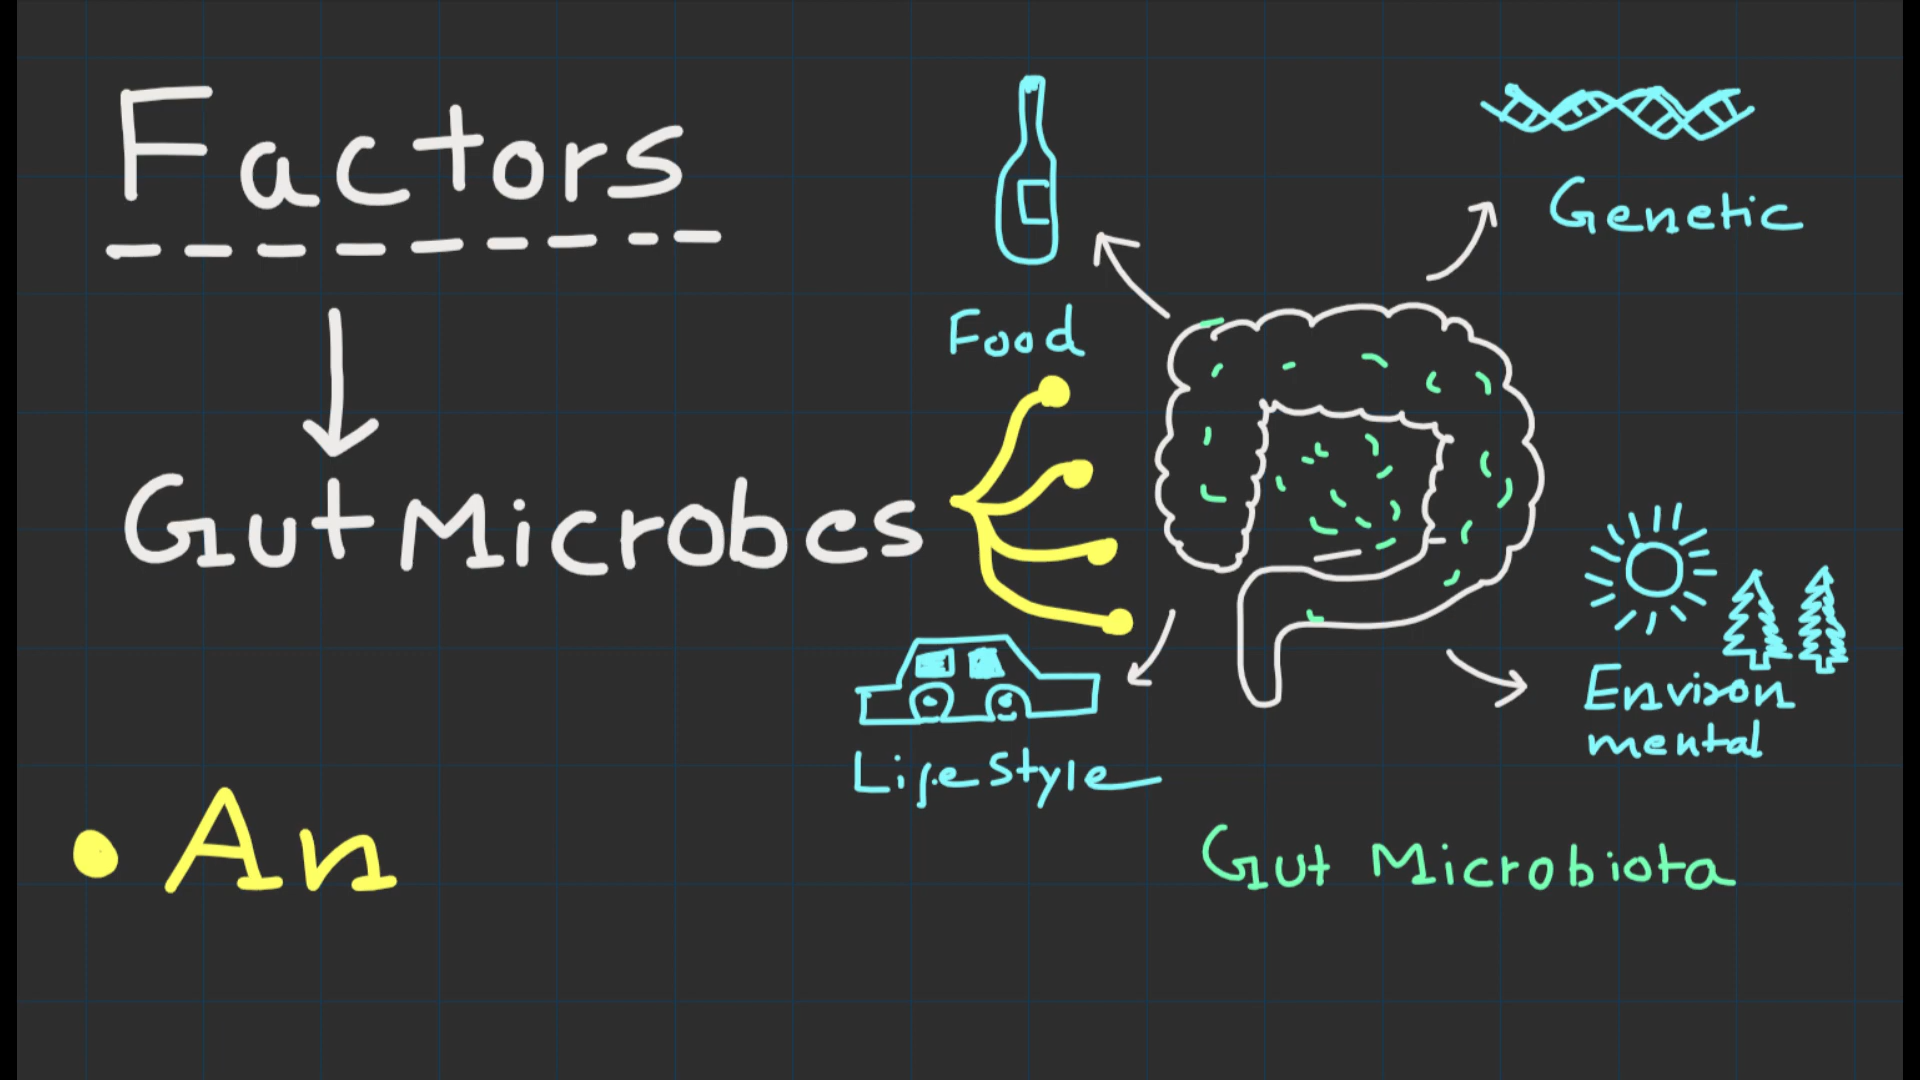 Factors
Gut Microbes
• An
Food
Genetic
Lifestyle
Environ
mental
Gut Microbiota